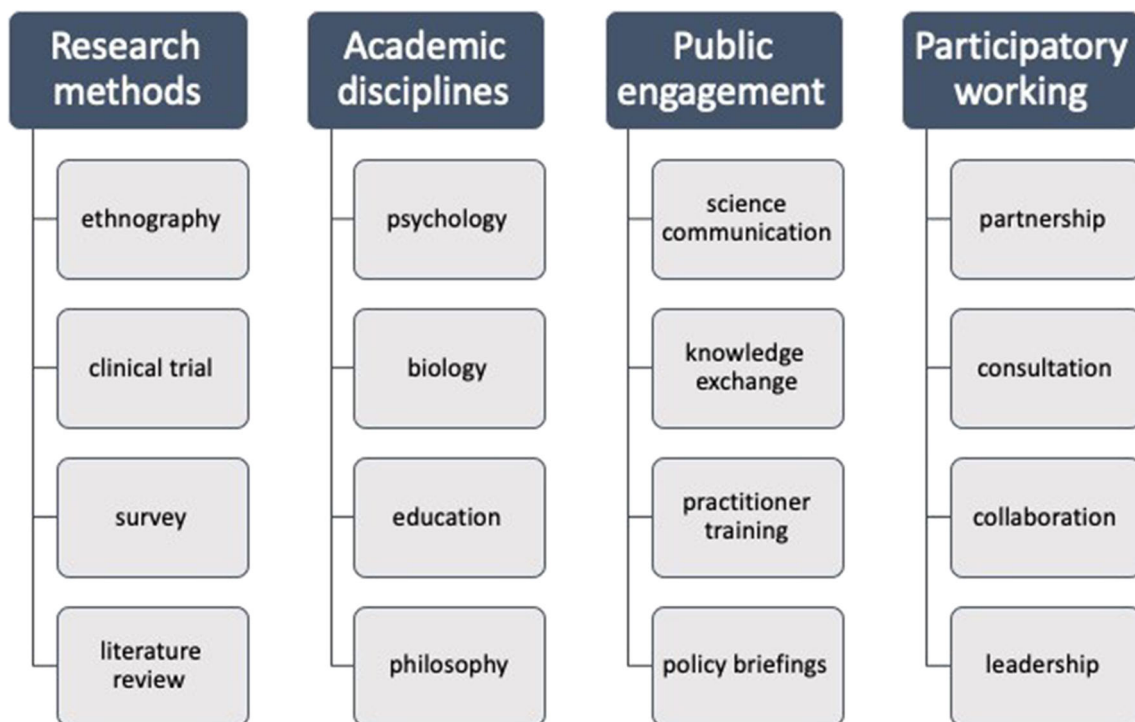 Research
methods
ethnography
clinical trial
survey
literature
review
Academic
disciplines
psychology
biology
education
philosophy
Public
engagement
science
communication
knowledge
exchange
practitioner
training
policy briefings
Participatory
working
partnership
consultation
collaboration
leadership